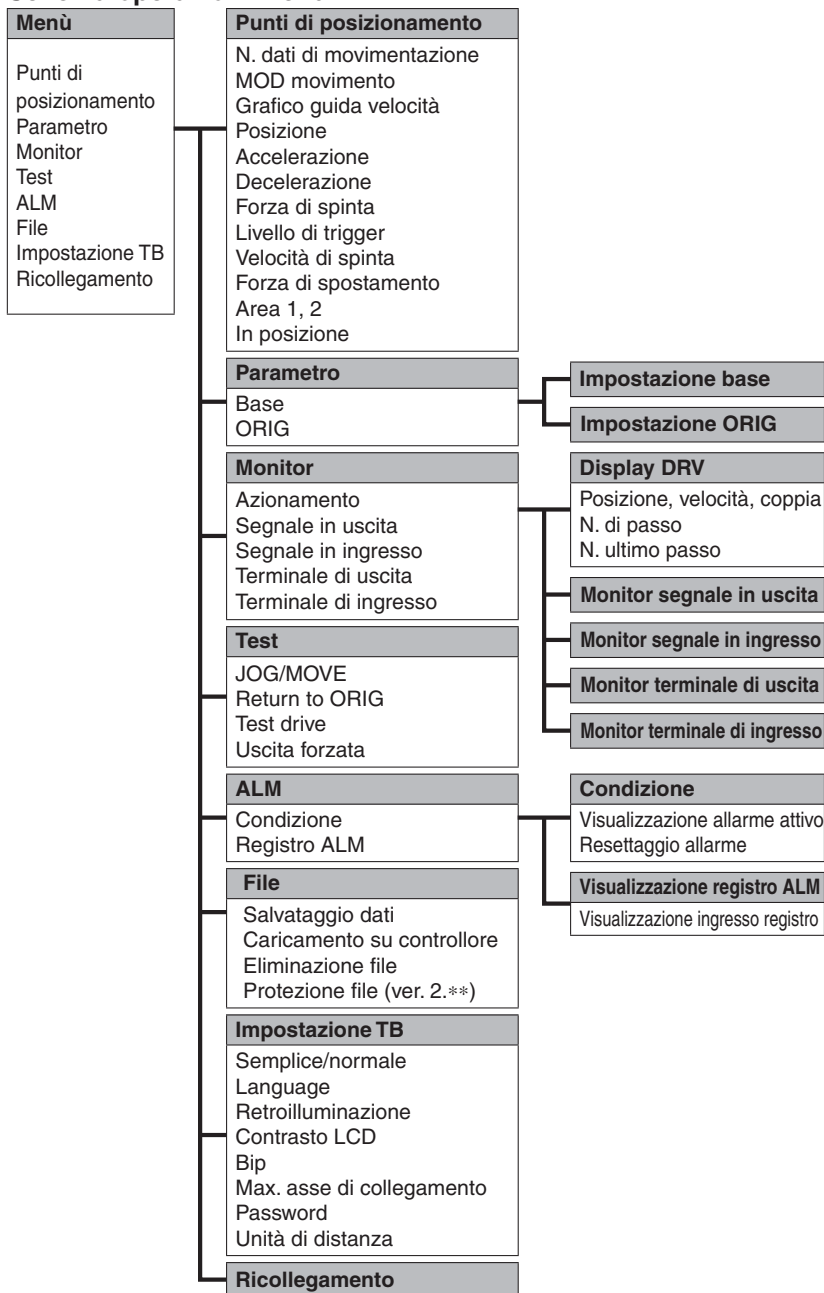 Menù
Punti di
posizionamento
Parametro
Monitor
Test
ALM
File
Impostazione TB
Ricollegamento
Punti di posizionamento
N. dati di movimentazione
MOD movimento
Grafico guida velocità
Posizione
Accelerazione
Decelerazione
Forza di spinta
Livello di trigger
Velocità di spinta
Forza di spostamento
Area 1, 2
In posizione
Parametro
Base
ORIG
Impostazione base
Impostazione ORIG
Monitor
Azionamento
Segnale in uscita
Segnale in ingresso
Terminale di uscita
Terminale di ingresso
Display DRV
Posizione, velocità, coppia
N. di passo
N. ultimo passo
Monitor segnale in uscita
Monitor segnale in ingresso
Monitor terminale di uscita
Monitor terminale di ingresso
Test
JOG/MOVE
Return to ORIG
Test drive
Uscita forzata
ALM
Condizione
Registro ALM
Condizione
Visualizzazione allarme attivo
Resettaggio allarme
Visualizzazione registro ALM
Visualizzazione ingresso registro
File
Salvataggio dati
Caricamento su controllore
Eliminazione file
Protezione file (ver. 2.**)
Impostazione TB
Semplice/normale
Language
Retroilluminazione
Contrasto LCD
Bip
Max. asse di collegamento
Password
Unità di distanza
Ricollegamento